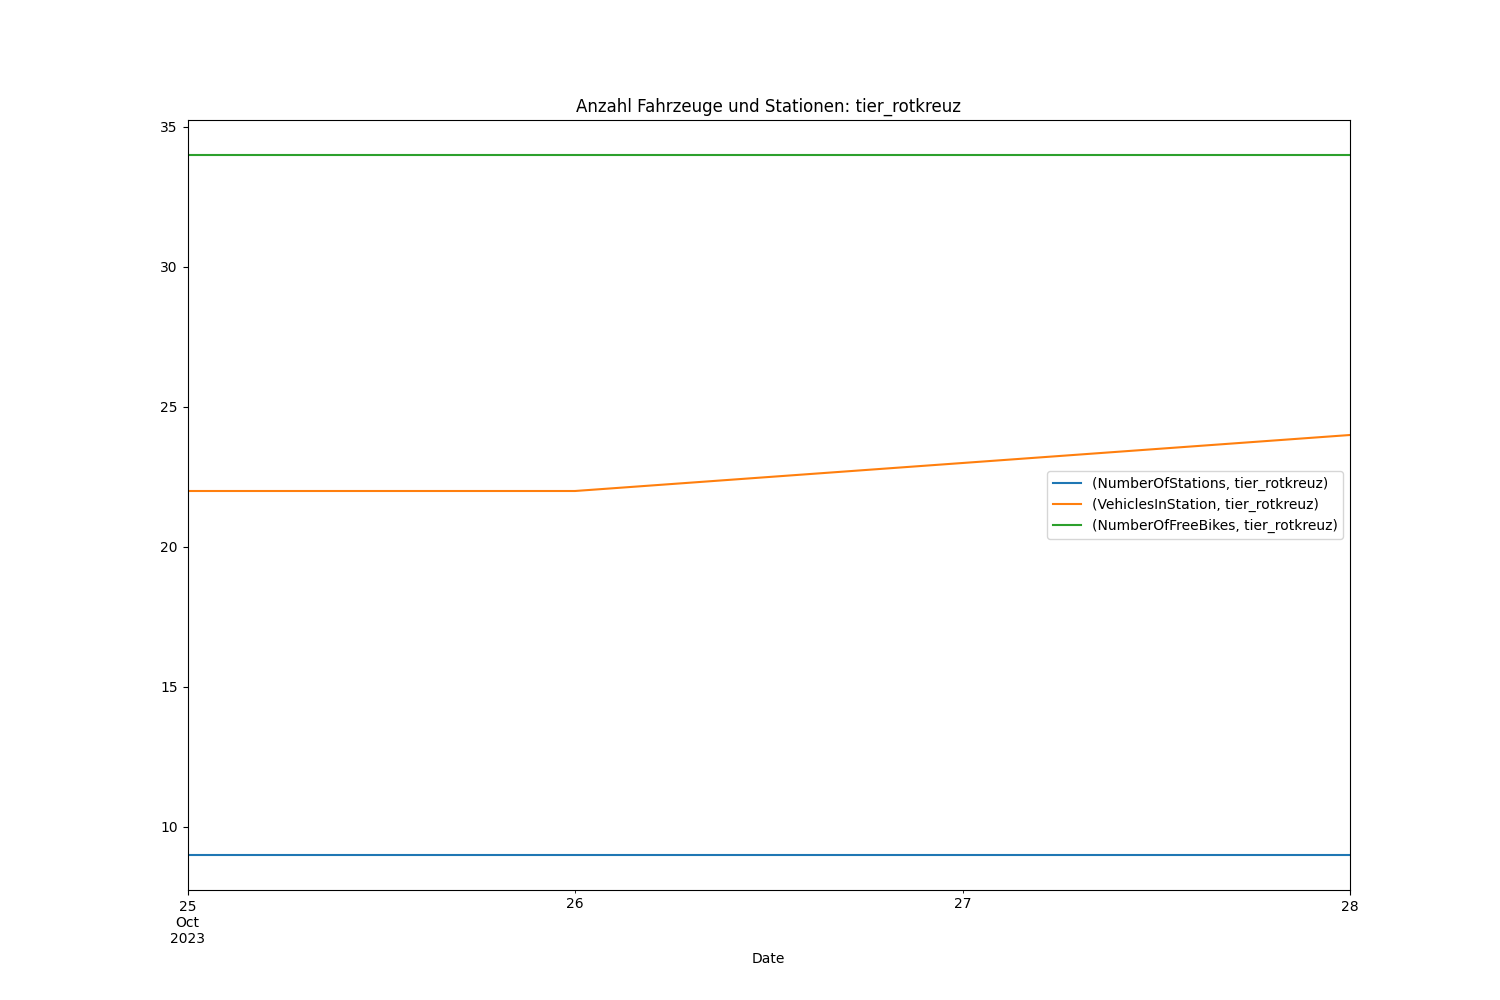 Anzahl Fahrzeuge und Stationen: tier_rotkreuz
35
30
25
20
15
10
(NumberOfStations, tier_rotkreuz)
(VehiclesInStation, tier_rotkreuz)
(NumberOfFreeBikes, tier_rotkreuz)
25 26 27 28
Oct
2023
Date